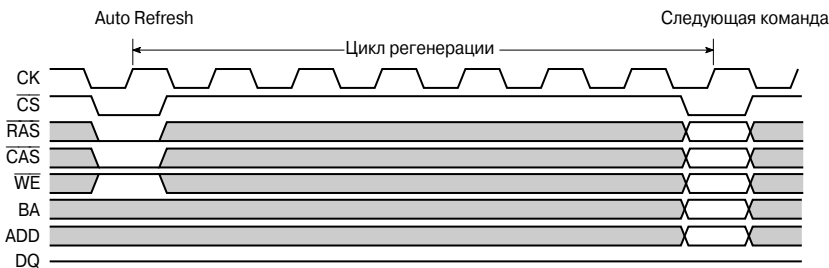 Auto Refresh
Следующая команда
Цикл регенерации
CK
CS
RAS
CAS
WE
BA
ADD
DQ